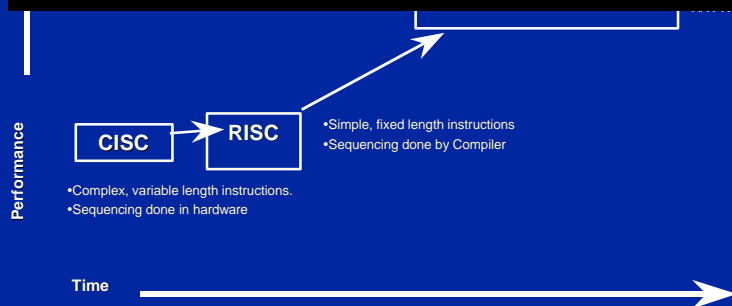 CISC
RISC
•Simple, fixed length instructions
•Sequencing done by Compiler
•Complex, variable length instructions.
•Sequencing done in hardware
Performance
Time